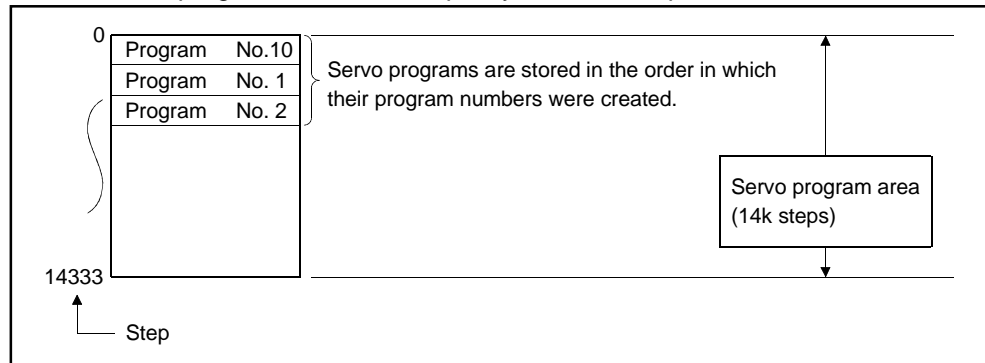 0
Program No.10
Program No. 1
Program No. 2
Servo programs are stored in the order in which
their program numbers were created.
Servo program area
(14k steps)
14333
Step